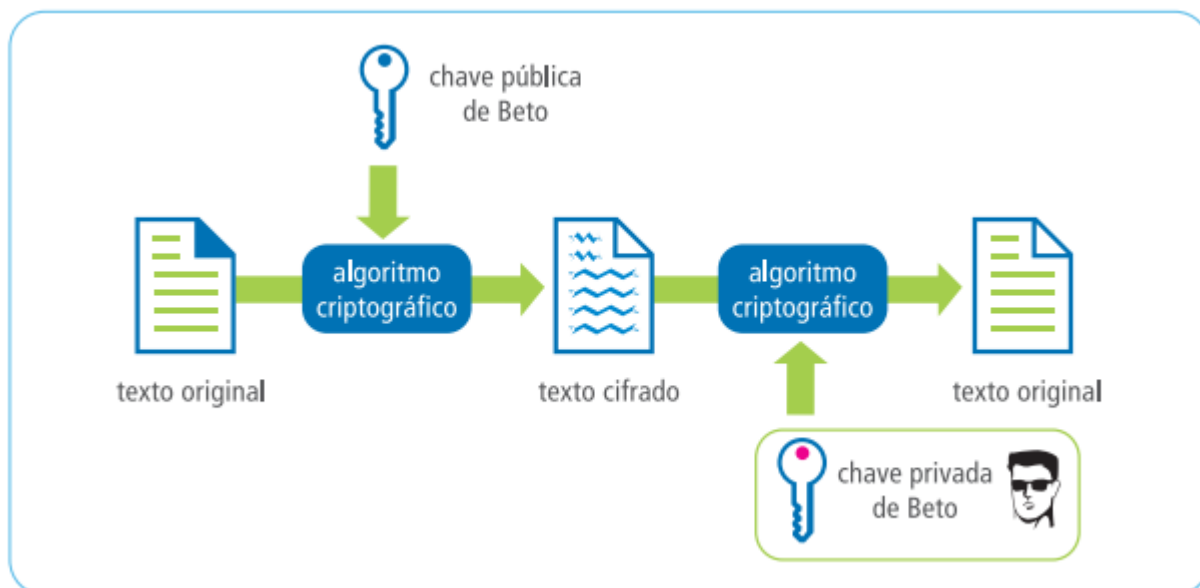 chave pública
de Beto
algoritmo
criptográfico
algoritmo
criptográfico
texto original
texto cifrado
texto original
chave privada
de Beto